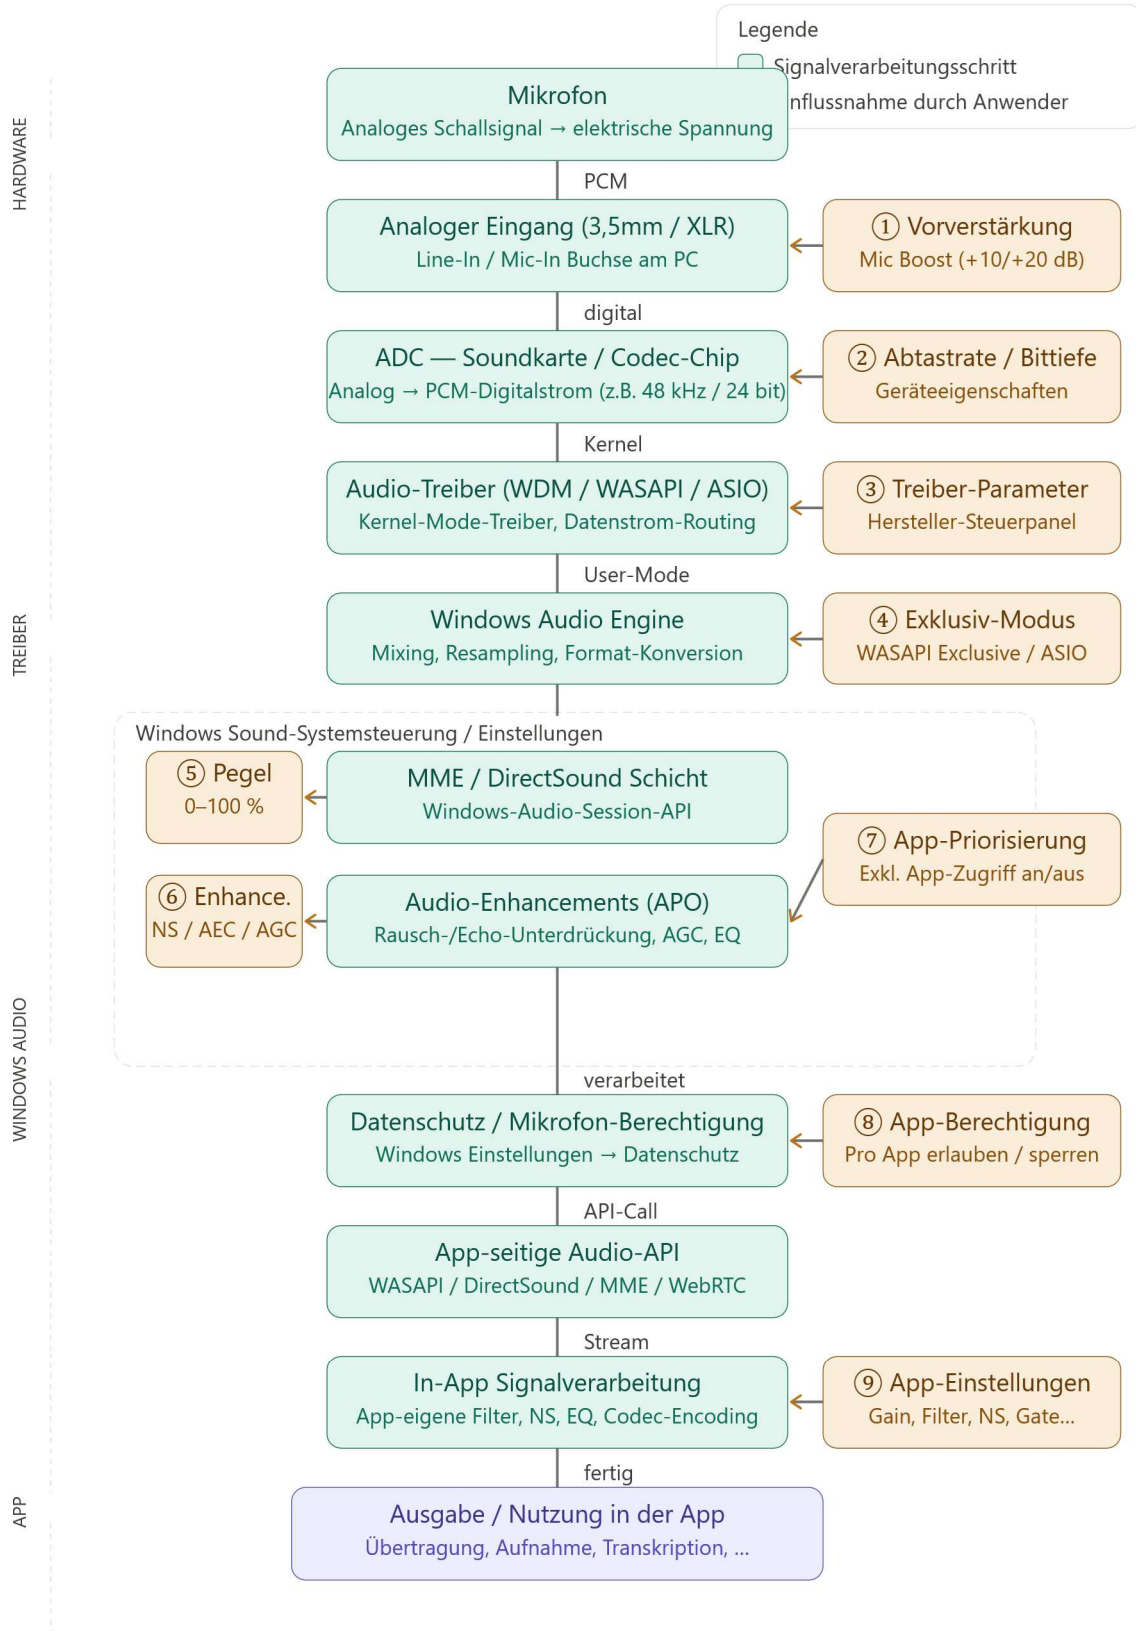 Legende
Signalverarbeitungsschritt
nflussnahme durch Anwender
HARDWARE
Mikrofon
Analoges Schallsignal → elektrische Spannung
PCM
Analoger Eingang (3,5mm / XLR)
Line-In / Mic-In Buchse am PC
① Vorverstärkung
Mic Boost (+10/+20 dB)
digital
ADC — Soundkarte / Codec-Chip
Analog → PCM-Digitalstrom (z.B. 48 kHz / 24 bit)
② Abtastrate / Bittiefe
Geräteeigenschaften
Kernel
Audio-Treiber (WDM / WASAPI / ASIO)
Kernel-Mode-Treiber, Datenstrom-Routing
③ Treiber-Parameter
Hersteller-Steuerpanel
User-Mode
TREIBER
Windows Audio Engine
Mixing, Resampling, Format-Konversion
④ Exklusiv-Modus
WASAPI Exclusive / ASIO
Windows Sound-Systemsteuerung / Einstellungen
⑤ Pegel
0–100 %
MME / DirectSound Schicht
Windows-Audio-Session-API
⑦ App-Priorisierung
Exkl. App-Zugriff an/aus
⑥ Enhance.
NS / AEC / AGC
Audio-Enhancements (APO)
Rausch-/Echo-Unterdrückung, AGC, EQ
WINDOWS AUDIO
verarbeitet
Datenschutz / Mikrofon-Berechtigung
Windows Einstellungen → Datenschutz
⑧ App-Berechtigung
Pro App erlauben / sperren
API-Call
App-seitige Audio-API
WASAPI / DirectSound / MME / WebRTC
Stream
In-App Signalverarbeitung
App-eigene Filter, NS, EQ, Codec-Encoding
⑨ App-Einstellungen
Gain, Filter, NS, Gate...
fertig
APP
Ausgabe / Nutzung in der App
Übertragung, Aufnahme, Transkription, ...